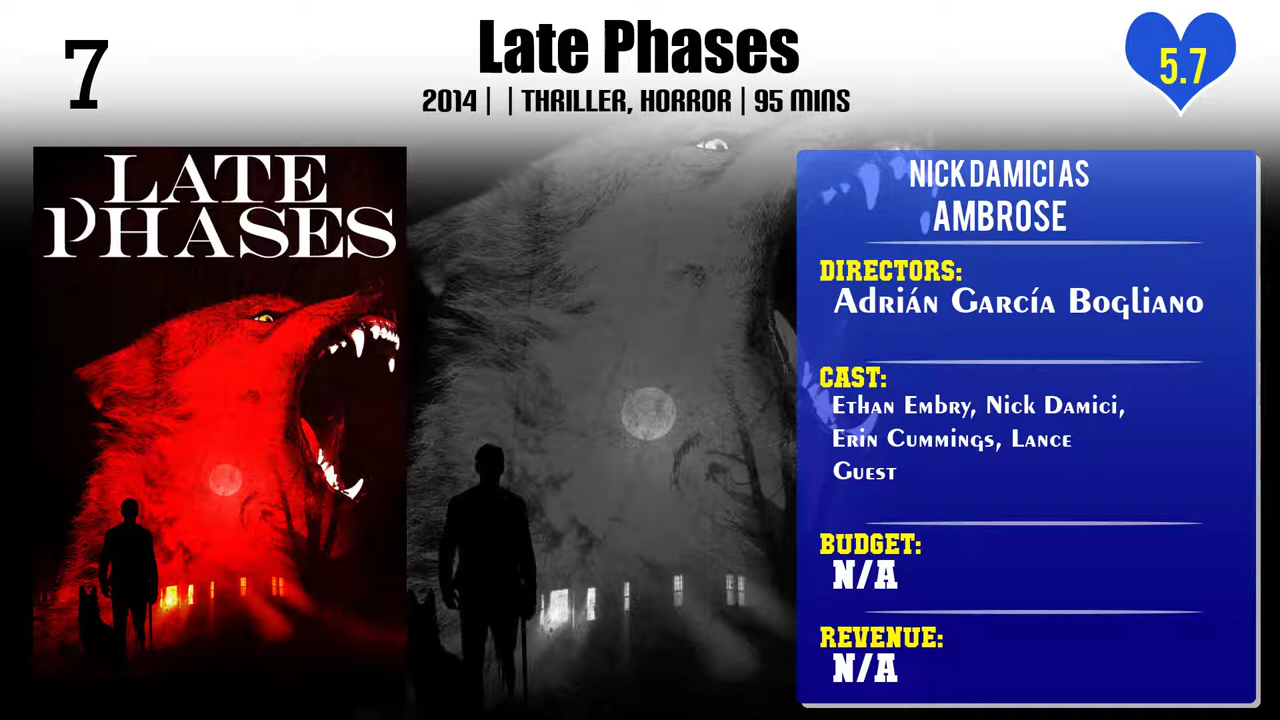 7
Late Phases
2014 | | THRILLER, HORROR | 95 MINS
5.7
LATE
PHASES
NICK DAMICI AS
AMBROSE
DIRECTORS:
Adrián García Bogliano
CAST:
Ethan Embry, Nick Damici,
Erin Cummings, Lance
Guest
BUDGET:
N/A
REVENUE:
N/A